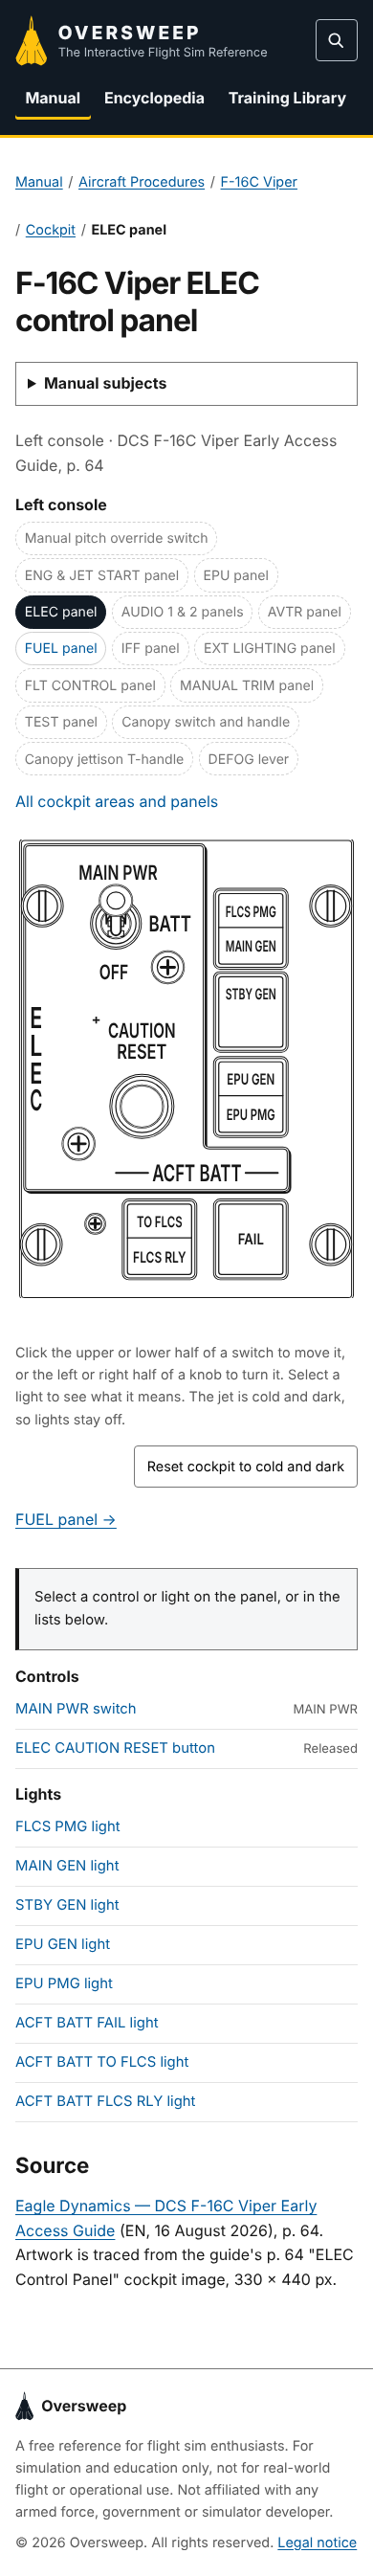 OVERSWEEP
The Interactive Flight Sim Reference
Manual Encyclopedia Training Library
Manual / Aircraft Procedures / F-16C Viper
/ Cockpit / ELEC panel
F-16C Viper ELEC
control panel
▶ Manual subjects
Left console · DCS F-16C Viper Early Access
Guide, p. 64
Left console
Manual pitch override switch
ENG & JET START panel EPU panel
ELEC panel AUDIO 1 & 2 panels AVTR panel
FUEL panel IFF panel EXT LIGHTING panel
FLT CONTROL panel MANUAL TRIM panel
TEST panel Canopy switch and handle
Canopy jettison T-handle DEFOG lever
All cockpit areas and panels
MAIN PWR
BATT
OFF
FLCS PMG
MAIN GEN
STBY GEN
ELEC
CAUTION
RESET
EPU GEN
EPU PMG
ACFT BATT
TO FLCS
FLCS RLY
FAIL
Click the upper or lower half of a switch to move it,
or the left or right half of a knob to turn it. Select a
light to see what it means. The jet is cold and dark,
so lights stay off.
Reset cockpit to cold and dark
FUEL panel →
Select a control or light on the panel, or in the
lists below.
Controls
MAIN PWR switch MAIN PWR
ELEC CAUTION RESET button Released
Lights
FLCS PMG light
MAIN GEN light
STBY GEN light
EPU GEN light
EPU PMG light
ACFT BATT FAIL light
ACFT BATT TO FLCS light
ACFT BATT FLCS RLY light
Source
Eagle Dynamics — DCS F-16C Viper Early
Access Guide (EN, 16 August 2026), p. 64.
Artwork is traced from the guide's p. 64 "ELEC
Control Panel" cockpit image, 330 × 440 px.
Oversweep
A free reference for flight sim enthusiasts. For
simulation and education only, not for real-world
flight or operational use. Not affiliated with any
armed force, government or simulator developer.
© 2026 Oversweep. All rights reserved. Legal notice